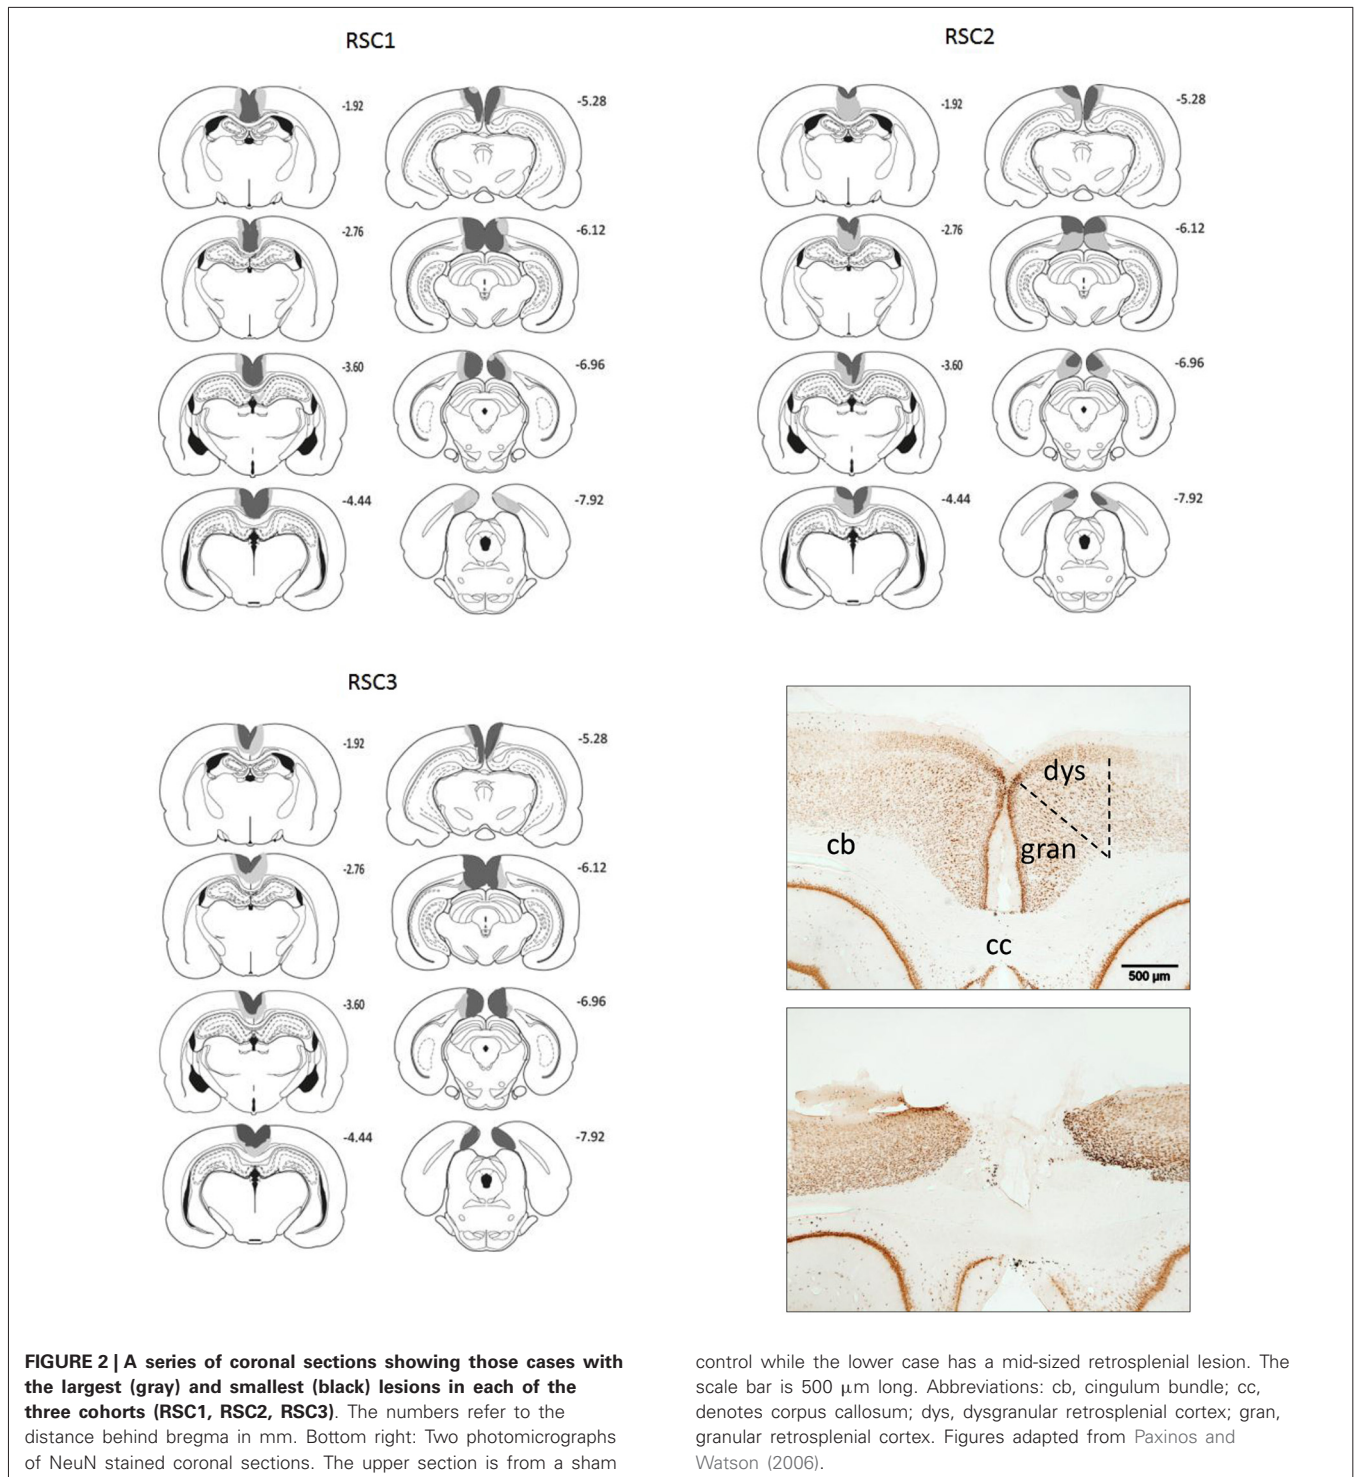 RSC1
-1.92
-5.28
-2.76
-6.12
-3.60
-6.96
-4.44
-7.92
RSC2
-1.92
-5.28
-2.76
-6.12
-3.60
-6.96
-4.44
-7.92
RSC3
-1.92
-5.28
-2.76
-6.12
-3.60
-6.96
-4.44
-7.92
dys
cb
gran
cc
500 µm
FIGURE 2 | A series of coronal sections showing those cases with
the largest (gray) and smallest (black) lesions in each of the
three cohorts (RSC1, RSC2, RSC3). The numbers refer to the
distance behind bregma in mm. Bottom right: Two photomicrographs
of NeuN stained coronal sections. The upper section is from a sham
control while the lower case has a mid-sized retrosplenial lesion. The
scale bar is 500 µm long. Abbreviations: cb, cingulum bundle; cc,
denotes corpus callosum; dys, dysgranular retrosplenial cortex; gran,
granular retrosplenial cortex. Figures adapted from Paxinos and
Watson (2006).